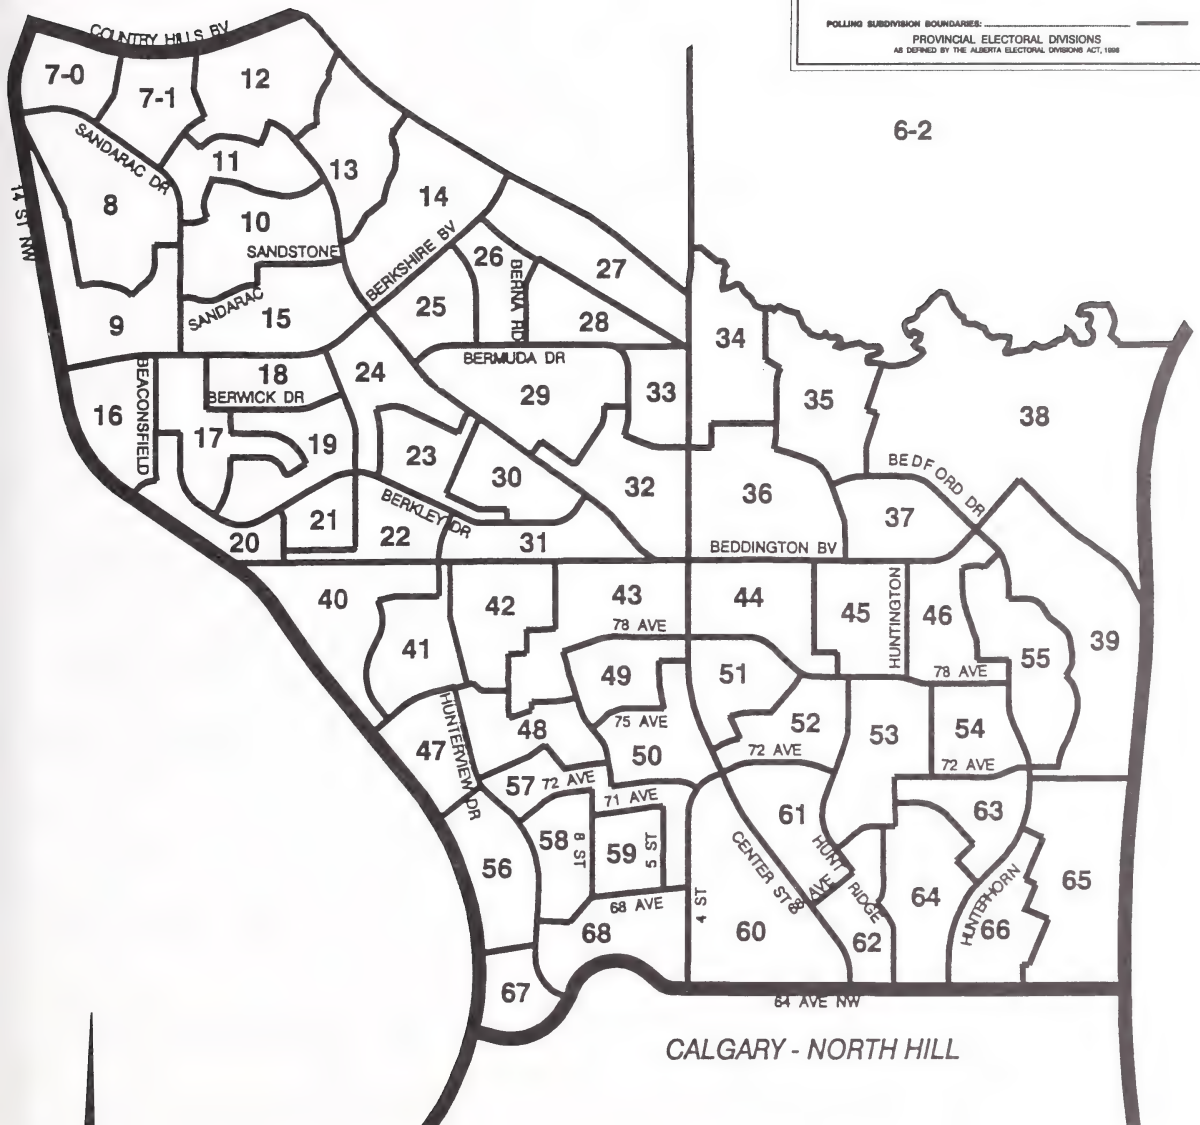 POLLING SUBDIVISION BOUNDARIES:
PROVINCIAL ELECTORAL DIVISIONS
AS DEFINED BY THE ALBERTA ELECTORAL DIVISIONS ACT, 1996
COUNTRY HILLS BV
7-0
7-1
12
6-2
SANDARAC DR
11
13
14 ST NW
8
14
10
SANDSTONE
BERKSHIRE BV
26
BERNA RD
27
SANDARAC
25
9
15
28
34
BERMUDA DR
BEACONSFIELD
18
24
BERWICK DR
29
33
35
16
38
17
19
23
30
32
36
BEDFORD DR
BERKLEY DR
37
21
20
22
31
BEDDINGTON BV
40
42
43
44
45
HUNTINGTON
46
78 AVE
41
39
49
51
55
78 AVE
HUNTERVIEW DR
75 AVE
47
48
52
53
54
50
72 AVE
72 AVE
57
72 AVE
71 AVE
61
63
58
8 ST
59
5 ST
CENTER ST
HUNT RIDGE
56
68 AVE
64
65
68 AVE
4 ST
HUNTERHORN
68
60
62
66
67
64 AVE NW
CALGARY - NORTH HILL